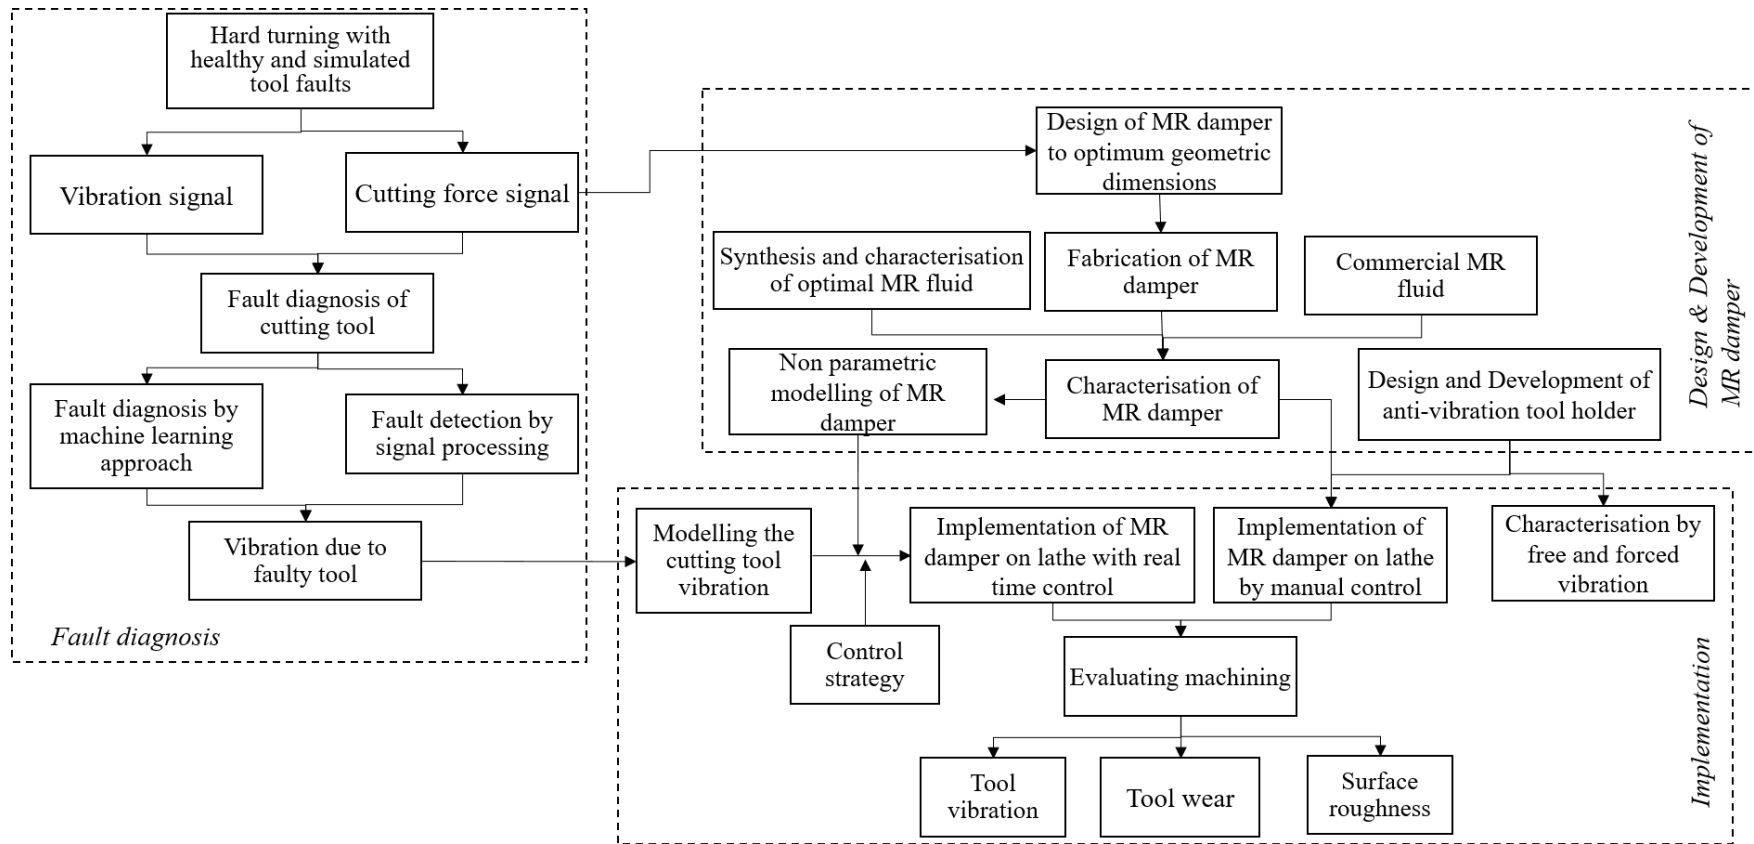 Hard turning with
healthy and simulated
tool faults
Vibration signal
Cutting force signal
Fault diagnosis of
cutting tool
Fault diagnosis by
machine learning
approach
Fault detection by
signal processing
Vibration due to
faulty tool
Fault diagnosis
Design of MR damper
to optimum geometric
dimensions
Synthesis and characterisation
of optimal MR fluid
Fabrication of MR
damper
Commercial MR
fluid
Non parametric
modelling of MR
damper
Characterisation of
MR damper
Design and Development of
anti-vibration tool holder
Design & Development of
MR damper
Modelling the
cutting tool
vibration
Implementation of MR
damper on lathe with real
time control
Implementation of
MR damper on lathe
by manual control
Characterisation by
free and forced
vibration
Control
strategy
Evaluating machining
Tool
vibration
Tool wear
Surface
roughness
Implementation